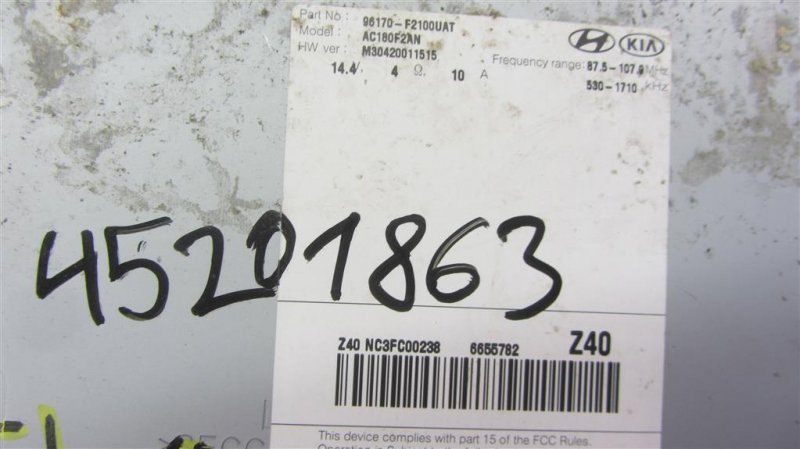 Part No : 96170-F2100UAT
Model : AC180F2AN
HW ver : M30420011515
14.4 4 Ω, 10 A
KIA
Frequency range: 87.5-107.9 MHz
530-1710 kHz
45201863
Z40 NC3FC00238 6655782 Z40
This device complies with part 15 of the FCC Rules.